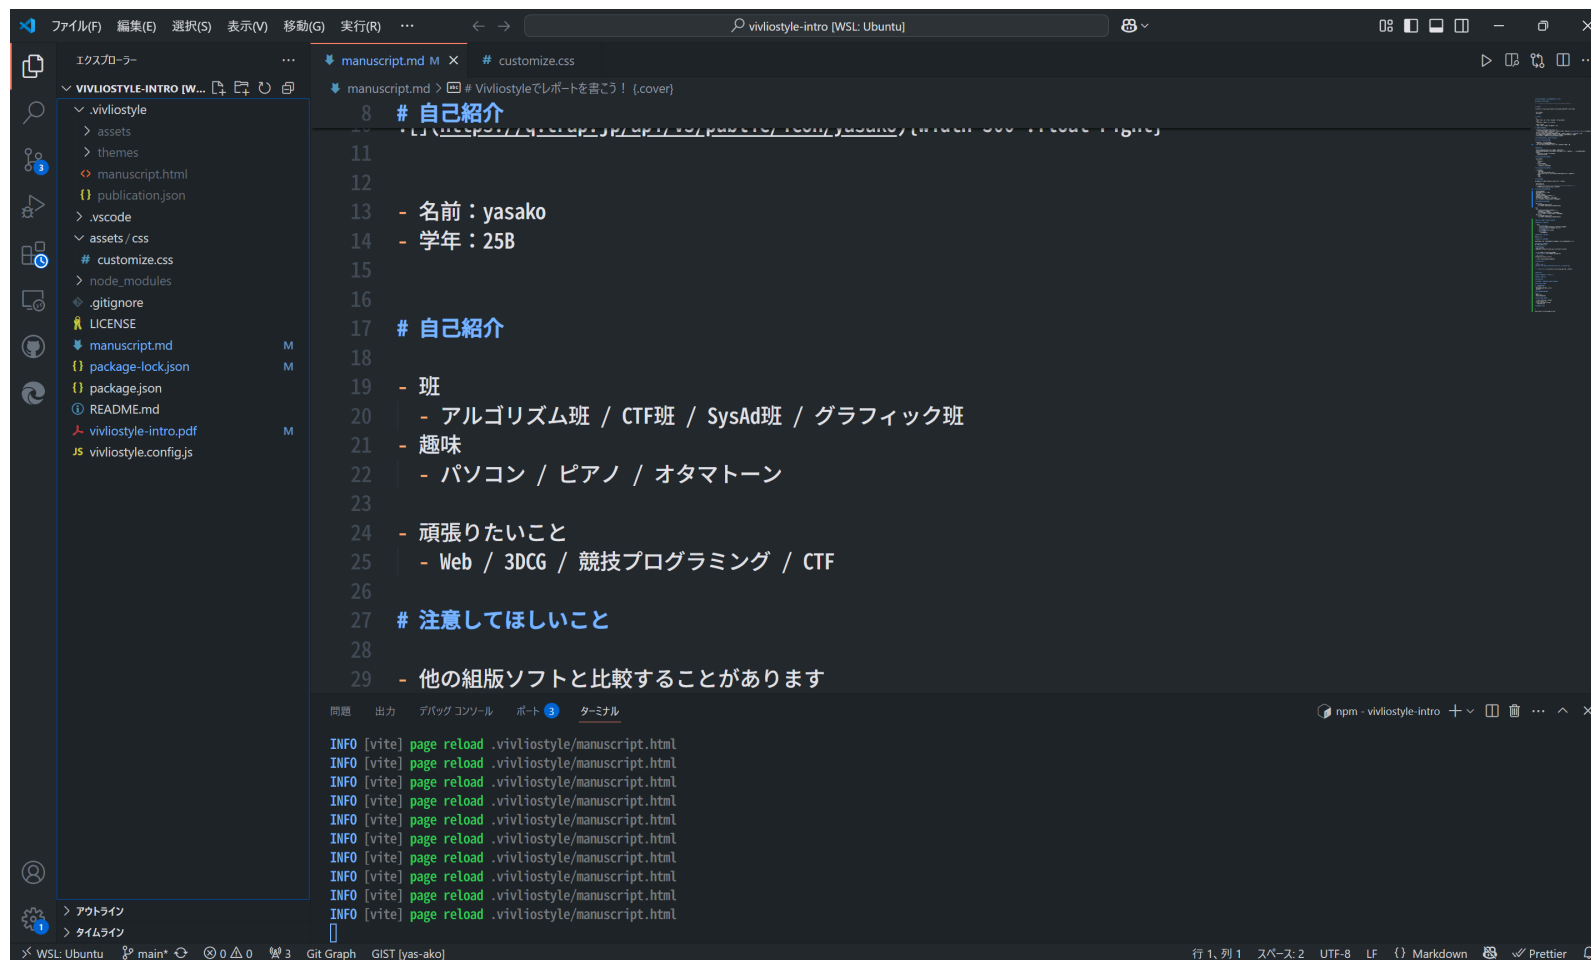 ファイル(F) 編集(E) 選択(S) 表示(V) 移動(G) 実行(R) ···
vivliostyle-intro [WSL: Ubuntu]
エクスプローラー
VIVLIOSTYLE-INTRO [W...
.vivliostyle
assets
themes
manuscript.html
publication.json
.vscode
assets / css
customize.css
node_modules
.gitignore
LICENSE
manuscript.md M
package-lock.json M
package.json
README.md
vivliostyle-intro.pdf M
vivliostyle.config.js
アウトライン
タイムライン
manuscript.md M customize.css
manuscript.md > # Vivliostyleでレポートを書こう！ {.cover}
8 # 自己紹介
11
12
13 - 名前：yasako
14 - 学年：25B
15
16
17 # 自己紹介
18
19 - 班
20 - アルゴリズム班 / CTF班 / SysAd班 / グラフィック班
21 - 趣味
22 - パソコン / ピアノ / オタマトーン
23
24 - 頑張りたいこと
25 - Web / 3DCG / 競技プログラミング / CTF
26
27 # 注意してほしいこと
28
29 - 他の組版ソフトと比較することがあります
問題 出力 デバッグ コンソール ポート 3 ターミナル
npm - vivliostyle-intro
INFO [vite] page reload .vivliostyle/manuscript.html
INFO [vite] page reload .vivliostyle/manuscript.html
INFO [vite] page reload .vivliostyle/manuscript.html
INFO [vite] page reload .vivliostyle/manuscript.html
INFO [vite] page reload .vivliostyle/manuscript.html
INFO [vite] page reload .vivliostyle/manuscript.html
INFO [vite] page reload .vivliostyle/manuscript.html
INFO [vite] page reload .vivliostyle/manuscript.html
INFO [vite] page reload .vivliostyle/manuscript.html
INFO [vite] page reload .vivliostyle/manuscript.html
WSL: Ubuntu main* 0 0 3 Git Graph GIST [yas-ako]
行 1、列 1 スペース: 2 UTF-8 LF {} Markdown Prettier